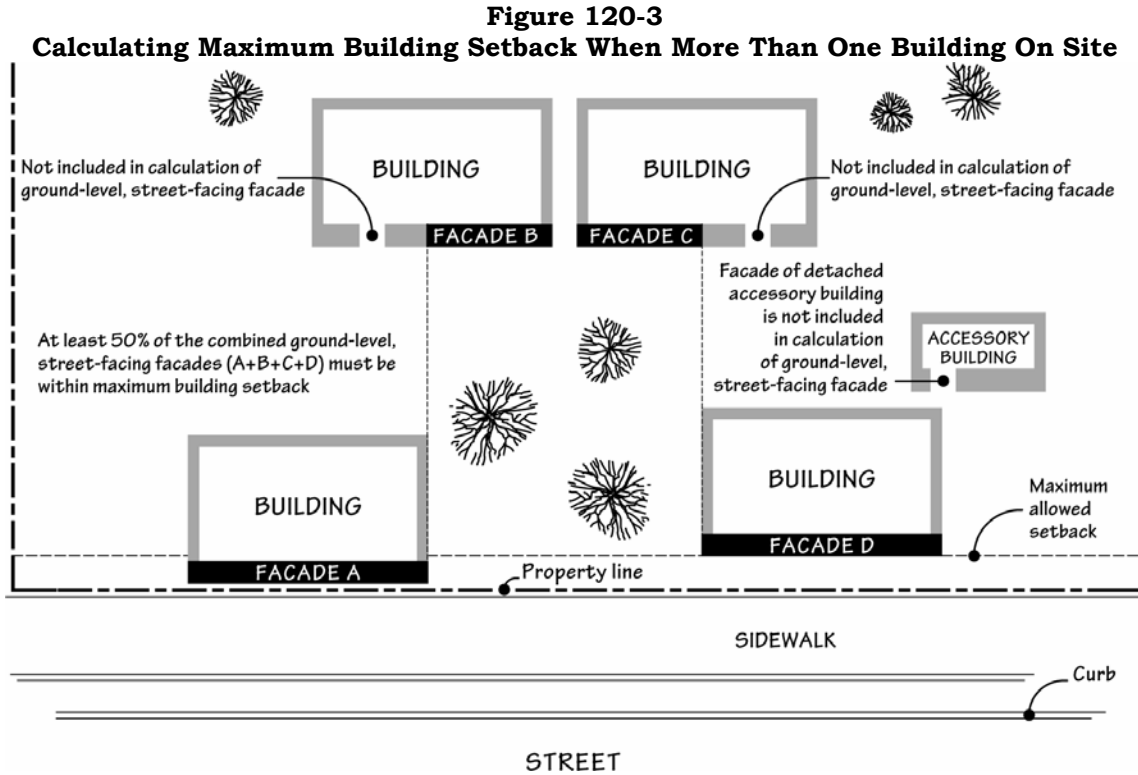 Figure 120-3
Calculating Maximum Building Setback When More Than One Building On Site
Not included in calculation of
ground-level, street-facing facade
BUILDING
BUILDING
Not included in calculation of
ground-level, street-facing facade
FACADE B
FACADE C
Facade of detached
accessory building
is not included
in calculation
of ground-level,
street-facing facade
ACCESSORY
BUILDING
At least 50% of the combined ground-level,
street-facing facades (A+B+C+D) must be
within maximum building setback
BUILDING
BUILDING
Maximum
allowed
setback
FACADE A
FACADE D
Property line
SIDEWALK
Curb
STREET